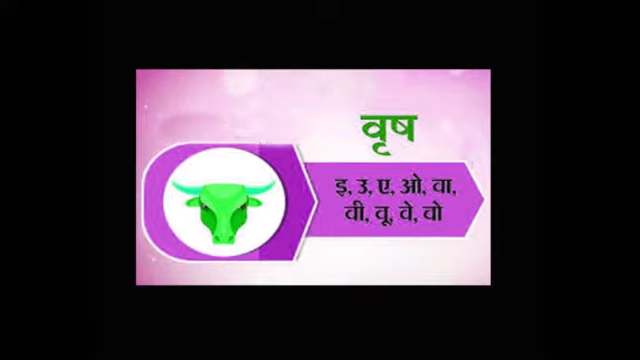 वृष
इ, उ, ए, ओ, वा,
वी, वू, वे, वो